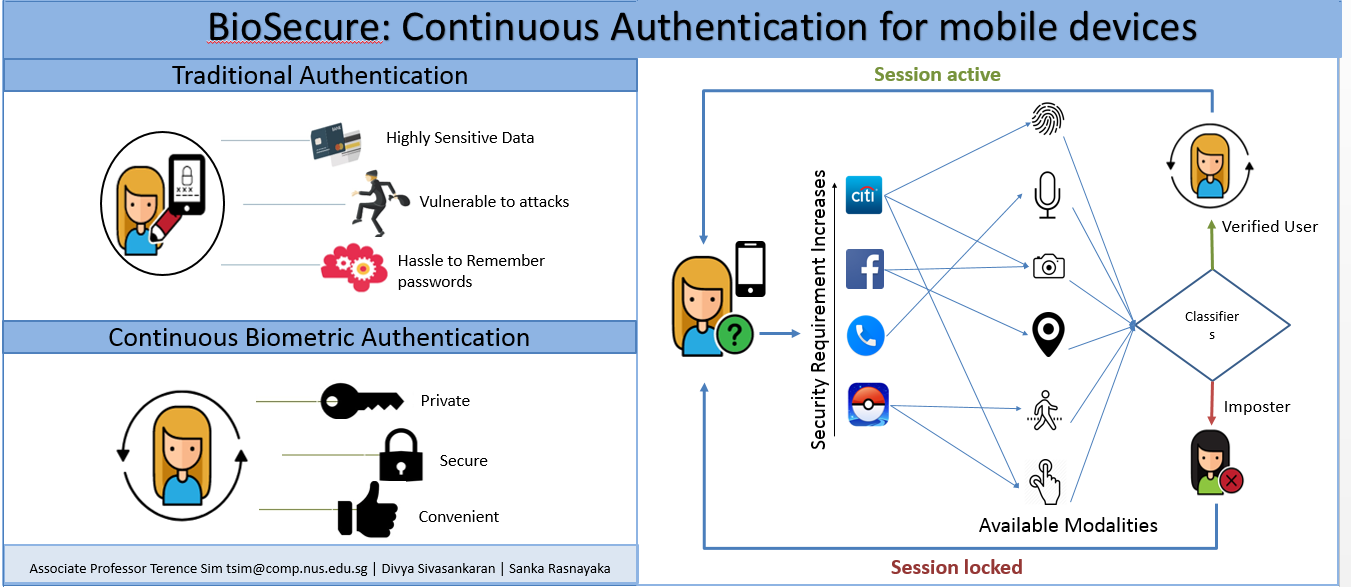 BioSecure: Continuous Authentication for mobile devices
Traditional Authentication
Highly Sensitive Data
xxx
Vulnerable to attacks
Hassle to Remember
passwords
Continuous Biometric Authentication
Private
Secure
Convenient
Associate Professor Terence Sim tsim@comp.nus.edu.sg | Divya Sivasankaran | Sanka Rasnayaka
Session active
Security Requirement Increases
citi
f
?
Available Modalities
Classifier
s
Verified User
Imposter
Session locked